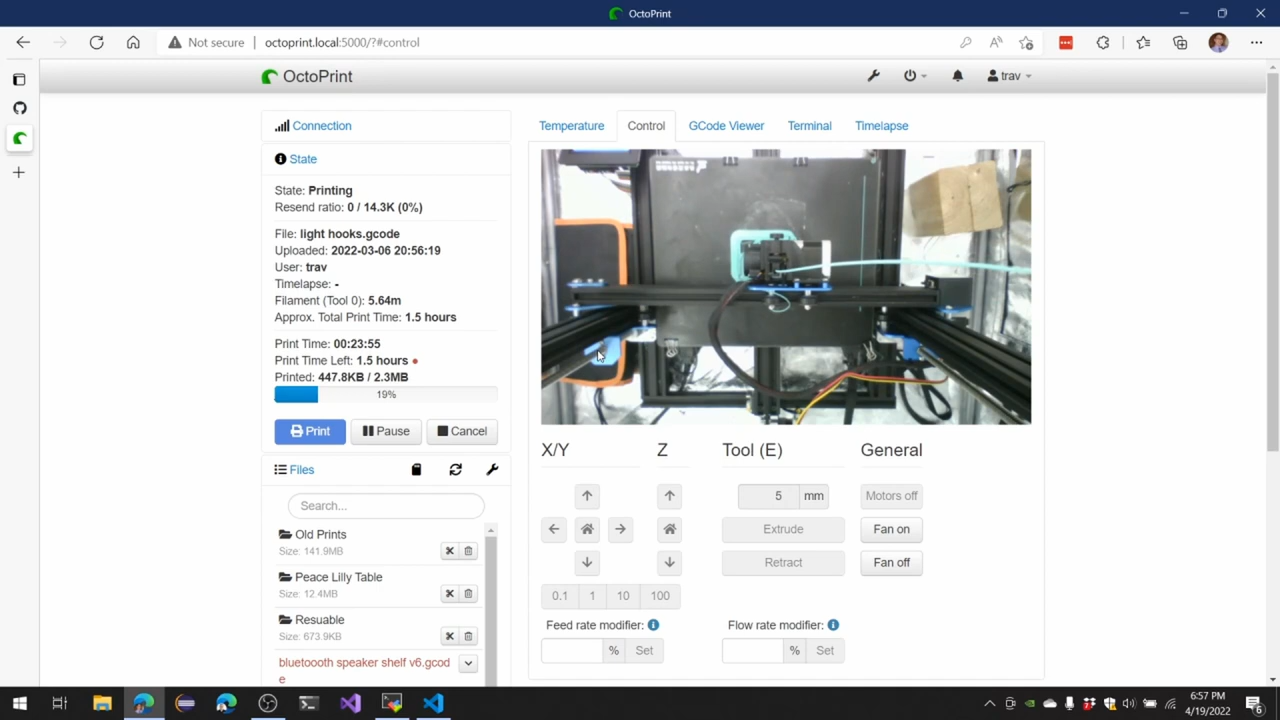 OctoPrint
Not secure
octoprint.local:5000/?#control
OctoPrint
trav
Connection
State
State: Printing
Resend ratio: 0 / 14.3K (0%)
File: light hooks.gcode
Uploaded: 2022-03-06 20:56:19
User: trav
Timelapse: -
Filament (Tool 0): 5.64m
Approx. Total Print Time: 1.5 hours
Print Time: 00:23:55
Print Time Left: 1.5 hours
Printed: 447.8KB / 2.3MB
19%
Print
Pause
Cancel
Files
Search...
Old Prints
Size: 141.9MB
Peace Lilly Table
Size: 12.4MB
Resuable
Size: 673.9KB
bluetoooth speaker shelf v6.gcod
e
Temperature
Control
GCode Viewer
Terminal
Timelapse
X/Y
Z
Tool (E)
General
5
mm
Motors off
Extrude
Fan on
Retract
Fan off
0.1
1
10
100
Feed rate modifier:
Flow rate modifier:
%
Set
%
Set
6:57 PM
4/19/2022
6